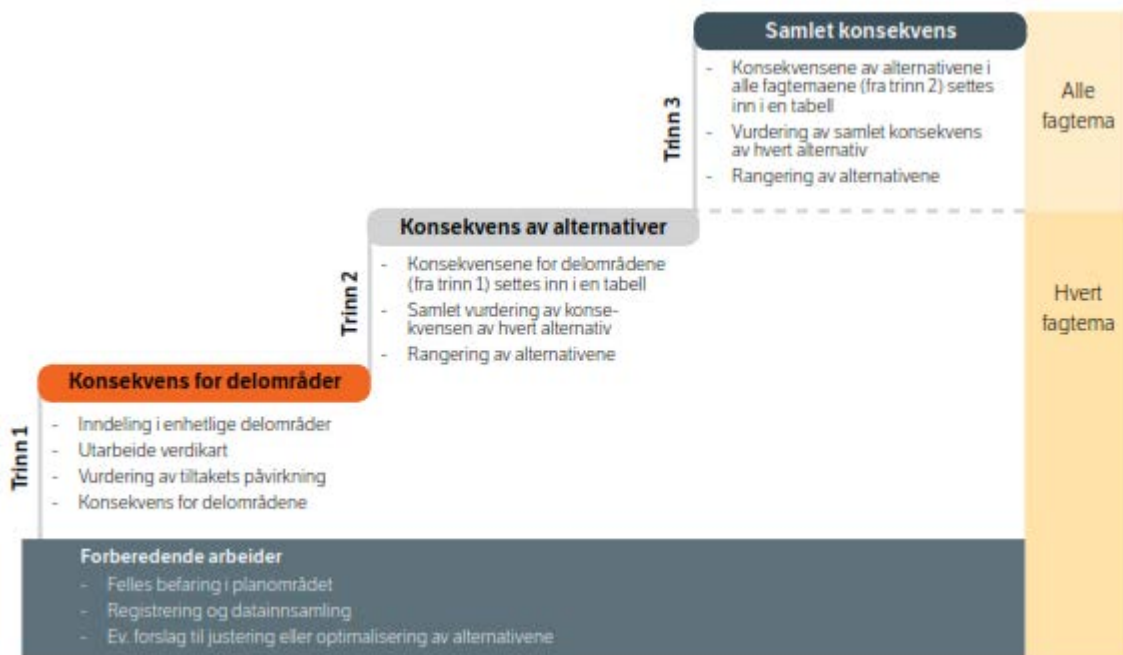 Samlet konsekvens
- Konsekvensene av alternativene i
alle fagtemaene (fra trinn 2) settes
inn i en tabell
- Vurdering av samlet konsekvens
av hvert alternativ
- Rangering av alternativene
Trinn 3
Alle
fagtema
Konsekvens av alternativer
- Konsekvensene for delområdene
(fra trinn 1) settes inn i en tabell
- Samlet vurdering av konse-
kvensen av hvert alternativ
- Rangering av alternativene
Trinn 2
Hvert
fagtema
Konsekvens for delområder
- Inndeling i enhetlige delområder
- Utarbeide verdikart
- Vurdering av tiltakets påvirkning
- Konsekvens for delområdene
Trinn 1
Forberedende arbeider
- Felles befaring i planområdet
- Registrering og datainnsamling
- Ev. forslag til justering eller optimalisering av alternativene